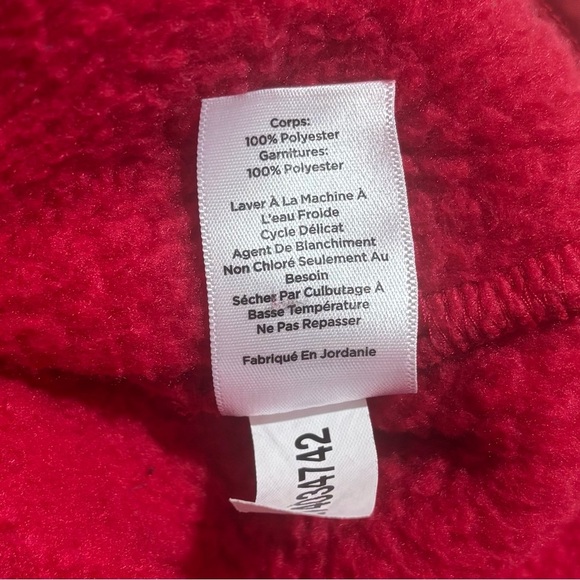 Corps:
100% Polyester
Garnitures:
100% Polyester
Laver À La Machine À
L'eau Froide
Cycle Délicat
Agent De Blanchiment
Non Chloré Seulement Au
Besoin
Sécher Par Culbutage À
Basse Température
Ne Pas Repasser
Fabriqué En Jordanie
4034742